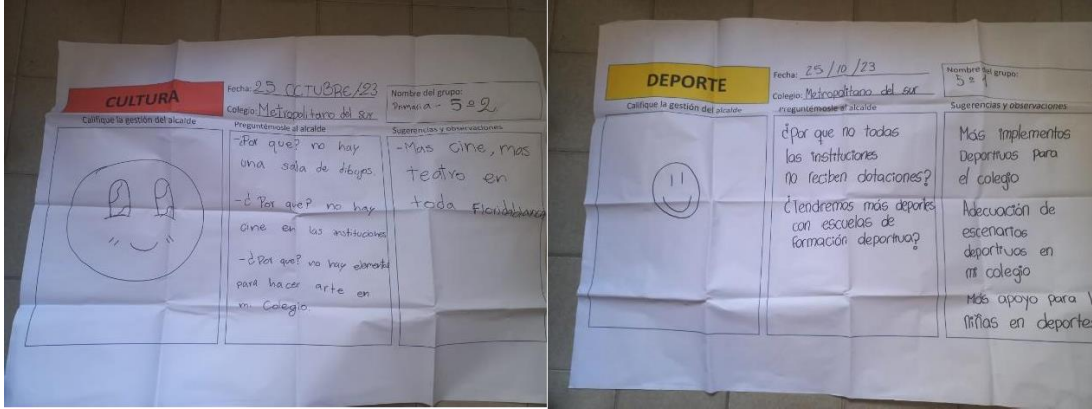 CULTURA
Fecha: 25 OCTUBRE/23
Colegio: Metropolitano del sur
Nombre del grupo:
Primaria - 5º2
Califique la gestión del alcalde
Preguntémosle al alcalde
-Por que? no hay
una sala de dibujos.
-¿Por que? no hay
cine en las instituciones
-¿Por que? no hay elementos
para hacer arte en
mi Colegio.
Sugerencias y observaciones
-Mas cine, mas
teatro en
toda Floridablanca
DEPORTE
Fecha: 25/10/23
Colegio: Metropolitano del sur
Nombre del grupo:
5º1
Califique la gestión del alcalde
Preguntémosle al alcalde
¿Por que no todas
las instituciones
no reciben dotaciones?
¿Tendremos más deportes
con escuelas de
formación deportiva?
Sugerencias y observaciones
Más implementos
Deportivos para
el colegio
Adecuación de
escenarios
deportivos en
mi colegio
Más apoyo para
niñas en deporte